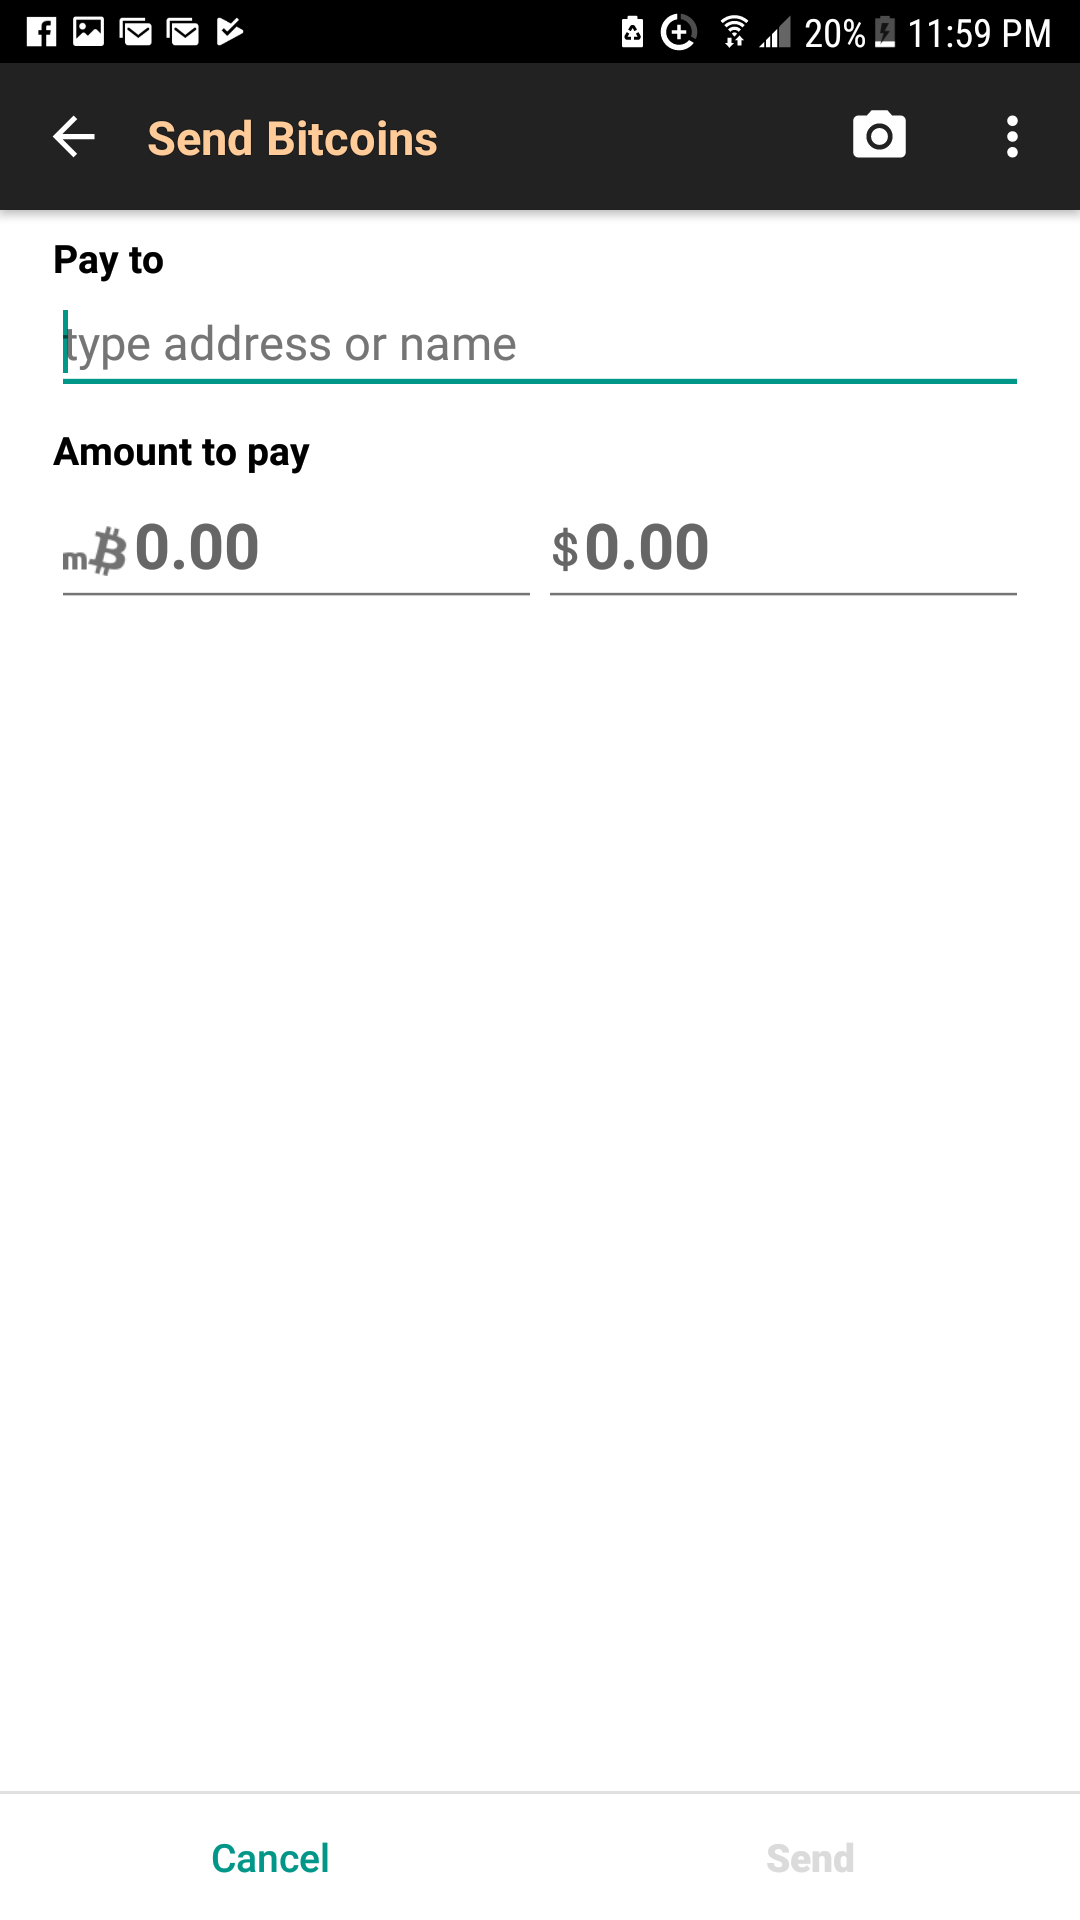 20% 11:59 PM
Send Bitcoins
Pay to
type address or name
Amount to pay
m₿0.00 $0.00
Cancel Send